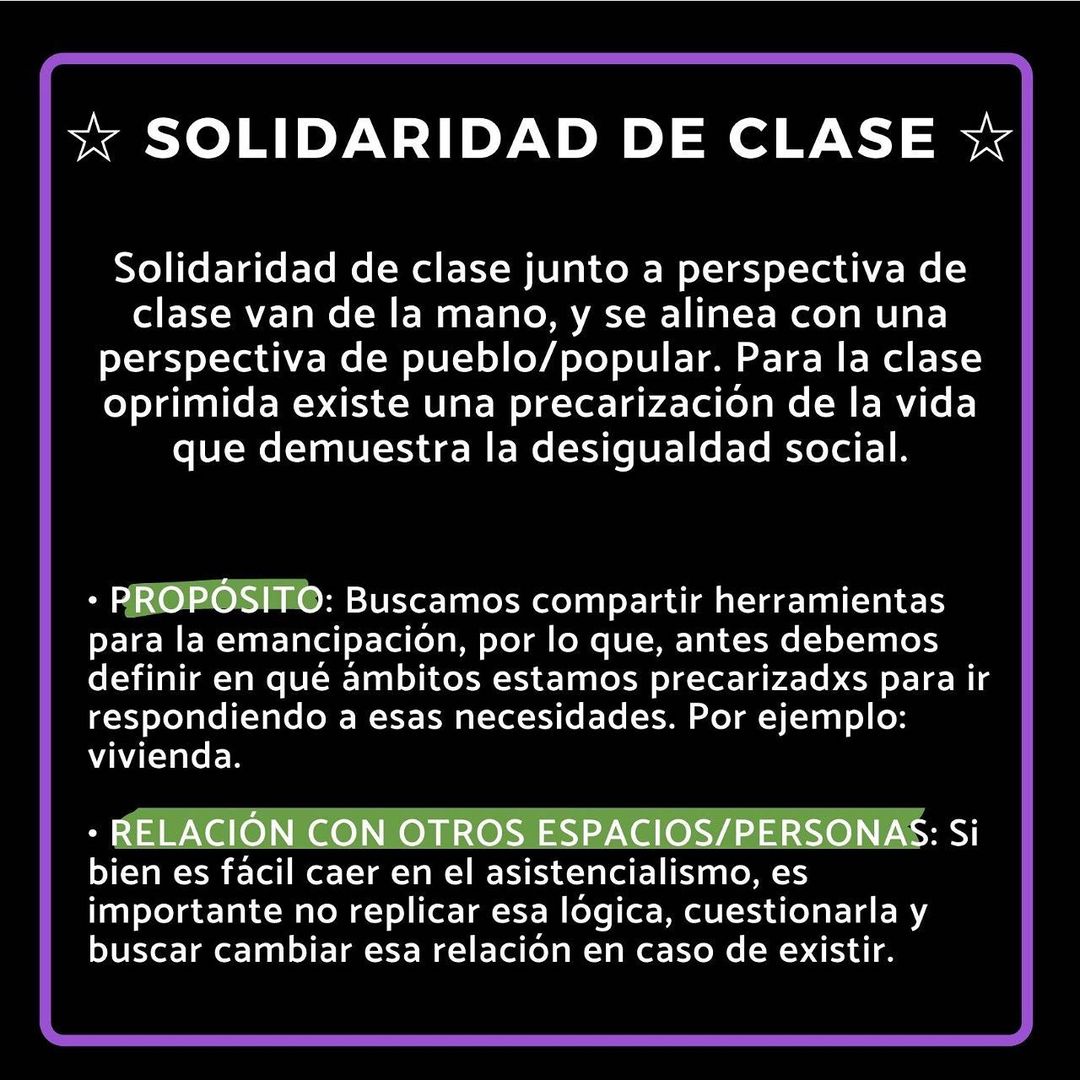 ☆ SOLIDARIDAD DE CLASE ☆
Solidaridad de clase junto a perspectiva de
clase van de la mano, y se alinea con una
perspectiva de pueblo/popular. Para la clase
oprimida existe una precarización de la vida
que demuestra la desigualdad social.
• PROPÓSITO: Buscamos compartir herramientas
para la emancipación, por lo que, antes debemos
definir en qué ámbitos estamos precarizadxs para ir
respondiendo a esas necesidades. Por ejemplo:
vivienda.
• RELACIÓN CON OTROS ESPACIOS/PERSONAS: Si
bien es fácil caer en el asistencialismo, es
importante no replicar esa lógica, cuestionarla y
buscar cambiar esa relación en caso de existir.